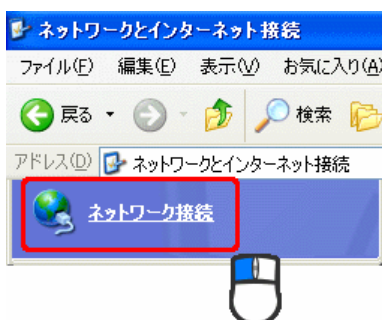 ネットワークとインターネット接続
ファイル(F) 編集(E) 表示(V) お気に入り(A)
戻る 検索
アドレス(D) ネットワークとインターネット接続
ネットワーク接続